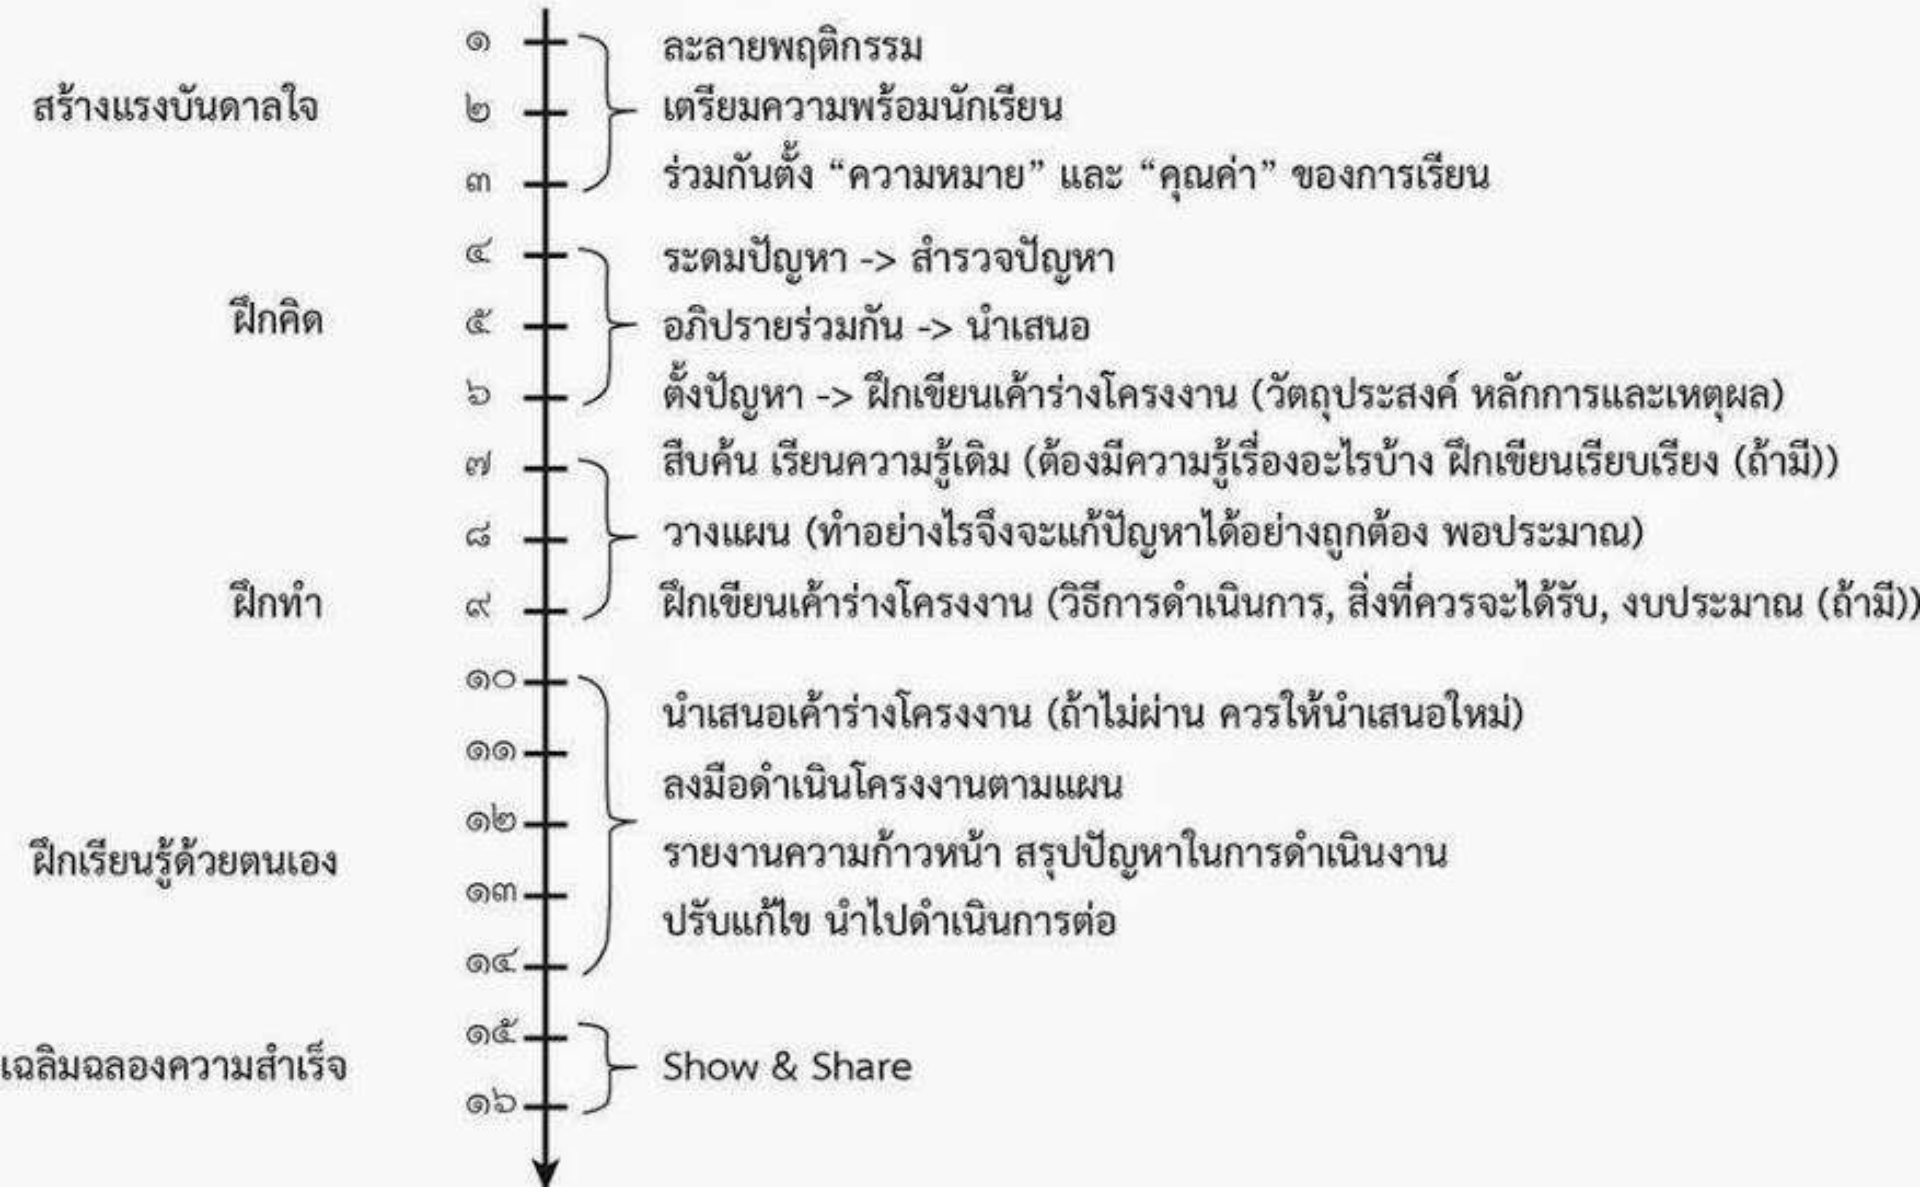 ๑ ละลายพฤติกรรม
สร้างแรงบันดาลใจ ๒ เตรียมความพร้อมนักเรียน
๓ ร่วมกันตั้ง “ความหมาย” และ “คุณค่า” ของการเรียน
๔ ระดมปัญหา -> สำรวจปัญหา
ฝึกคิด ๕ อภิปรายร่วมกัน -> นำเสนอ
๖ ตั้งปัญหา -> ฝึกเขียนเค้าร่างโครงงาน (วัตถุประสงค์ หลักการและเหตุผล)
๗ สืบค้น เรียนความรู้เดิม (ต้องมีความรู้เรื่องอะไรบ้าง ฝึกเขียนเรียบเรียง (ถ้ามี))
๘ วางแผน (ทำอย่างไรจึงจะแก้ปัญหาได้อย่างถูกต้อง พอประมาณ)
ฝึกทำ ๙ ฝึกเขียนเค้าร่างโครงงาน (วิธีการดำเนินการ, สิ่งที่ควรจะได้รับ, งบประมาณ (ถ้ามี))
๑๐
นำเสนอเค้าร่างโครงงาน (ถ้าไม่ผ่าน ควรให้นำเสนอใหม่)
๑๑
ลงมือดำเนินโครงงานตามแผน
๑๒
รายงานความก้าวหน้า สรุปปัญหาในการดำเนินงาน
ฝึกเรียนรู้ด้วยตนเอง
๑๓
ปรับแก้ไข นำไปดำเนินการต่อ
๑๔
๑๕
เฉลิมฉลองความสำเร็จ Show & Share
๑๖